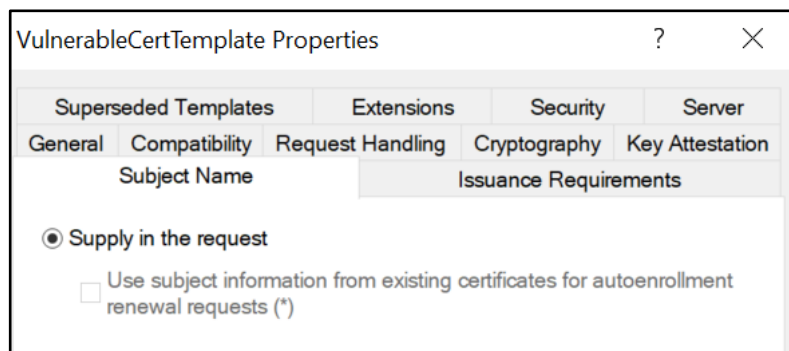 VulnerableCertTemplate Properties ? ×
Superseded Templates Extensions Security Server
General Compatibility Request Handling Cryptography Key Attestation
Subject Name Issuance Requirements
Supply in the request
Use subject information from existing certificates for autoenrollment
renewal requests (*)